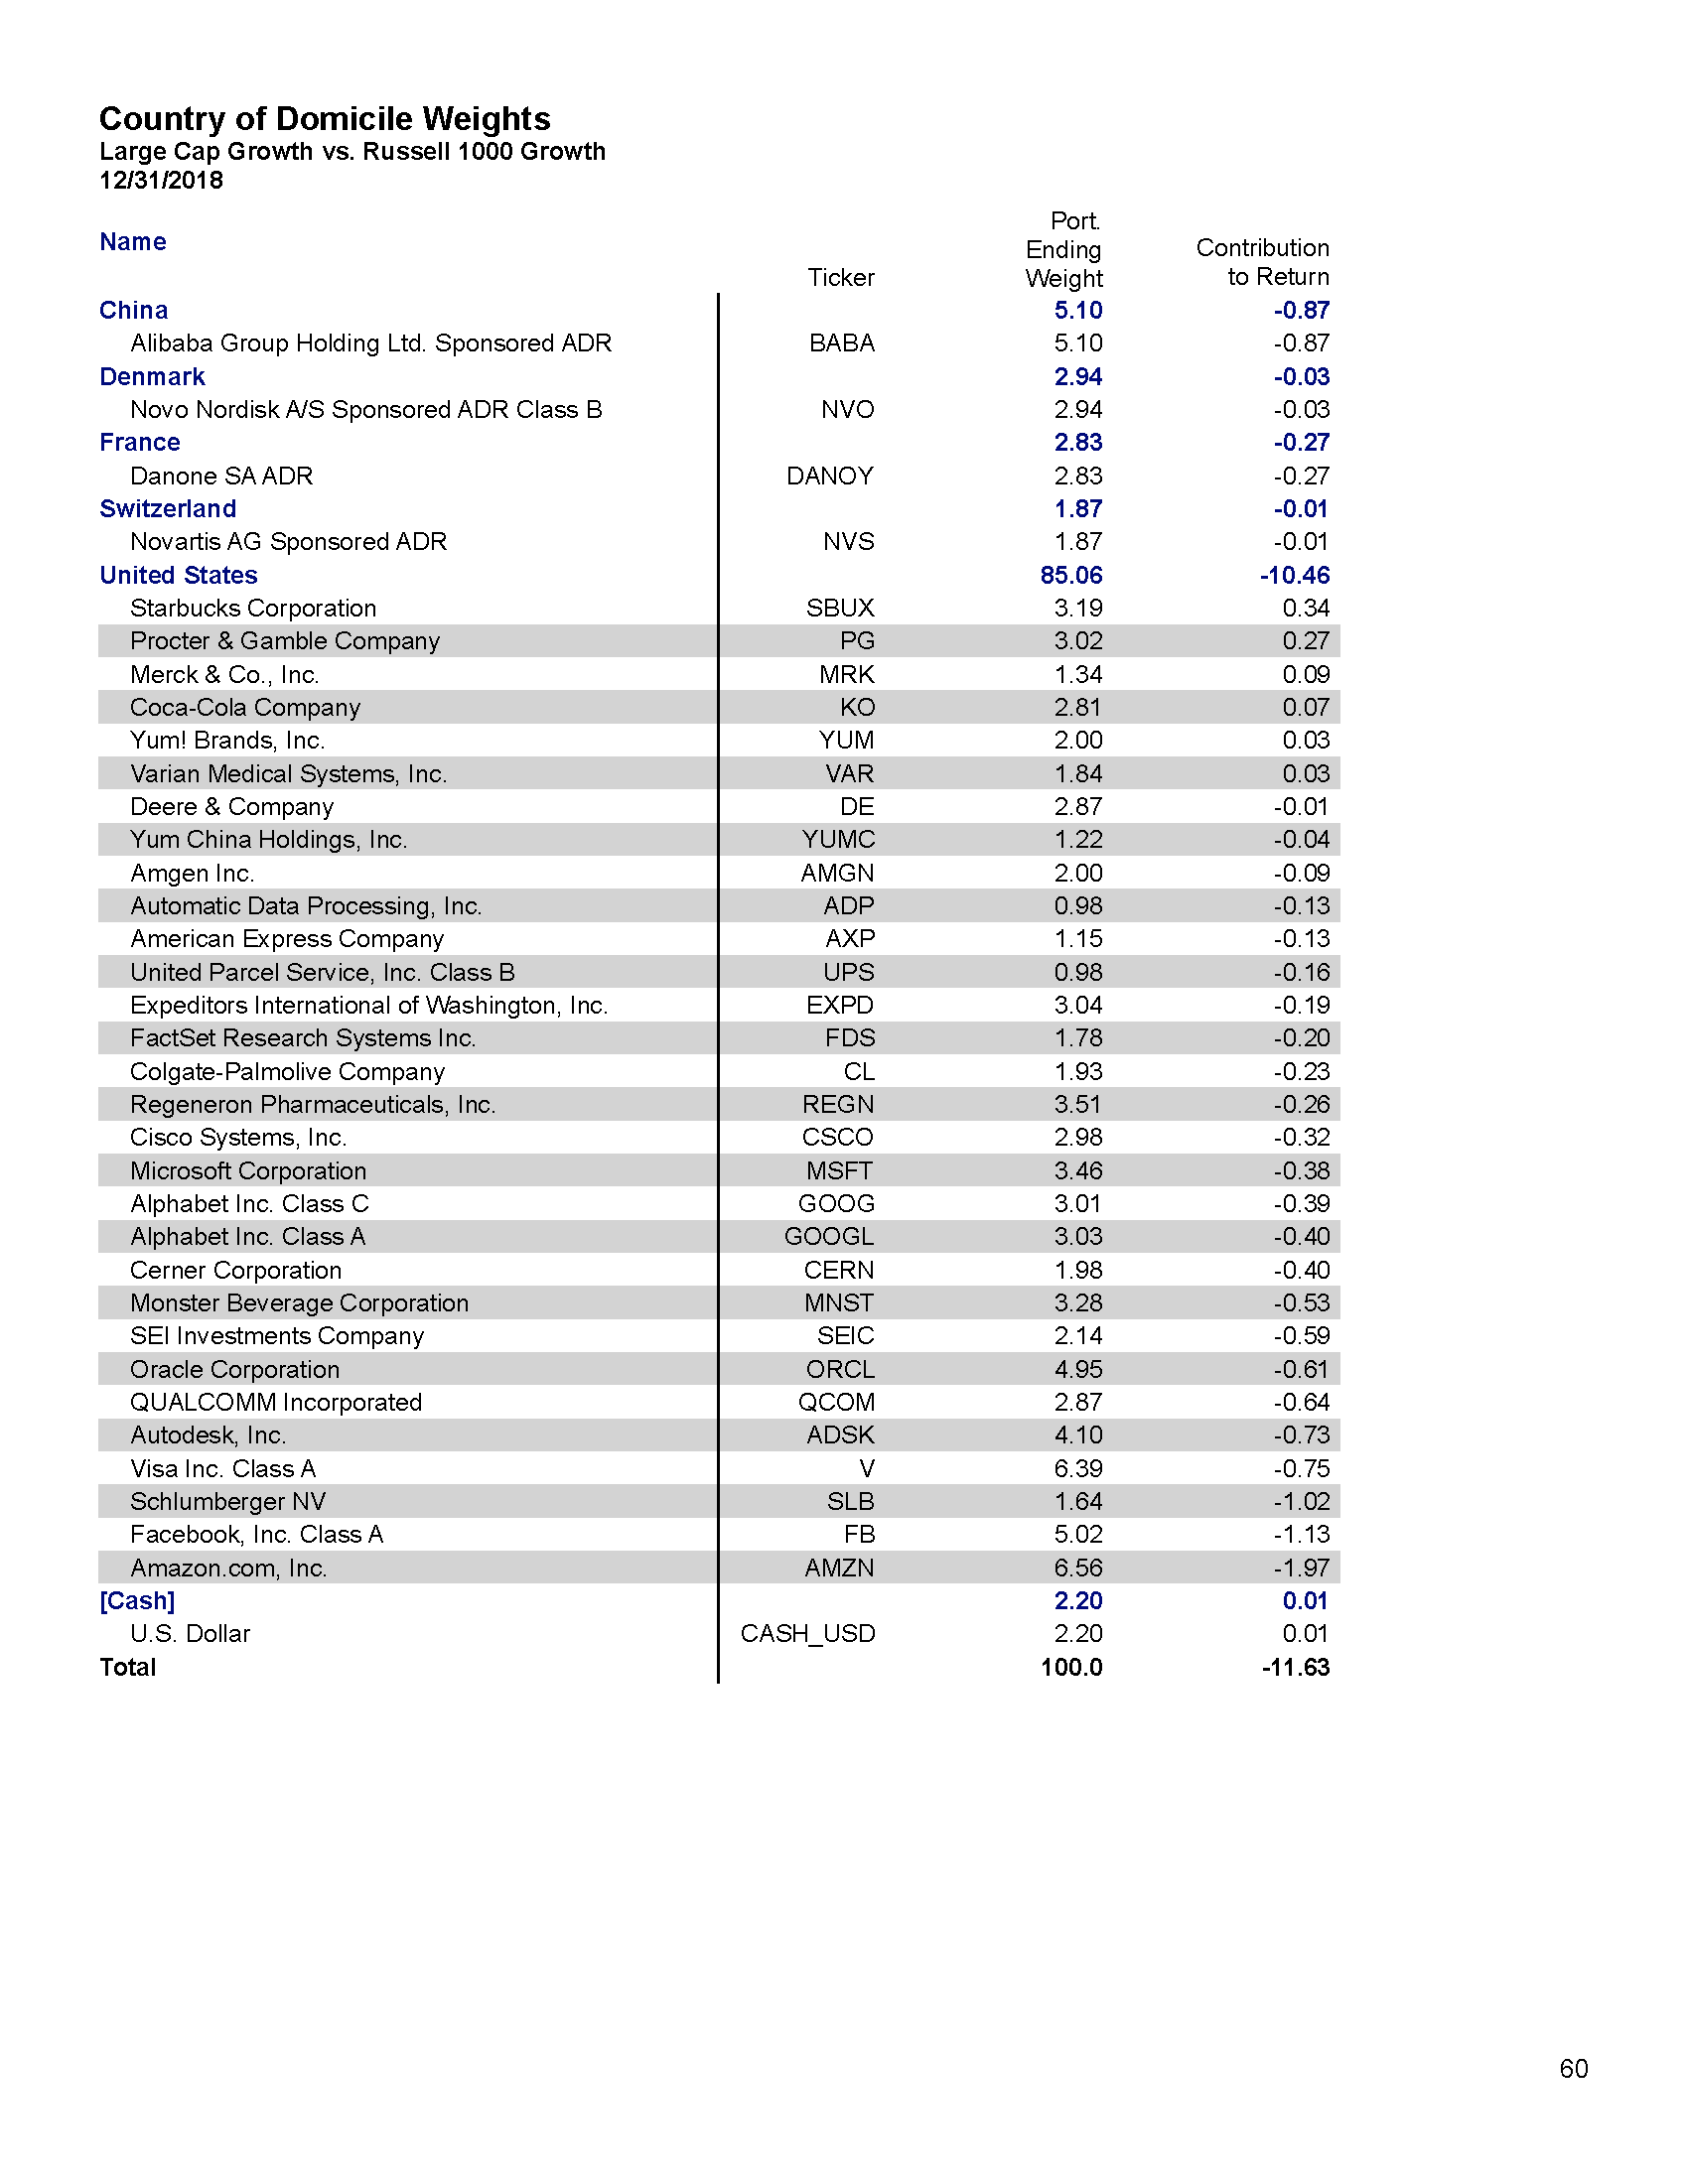 Country of Domicile Weights
Large Cap Growth vs. Russell 1000 Growth
12/31/2018
Name Ticker Port. Ending Weight Contribution to Return
China 5.10 -0.87
Alibaba Group Holding Ltd. Sponsored ADR BABA 5.10 -0.87
Denmark 2.94 -0.03
Novo Nordisk A/S Sponsored ADR Class B NVO 2.94 -0.03
France 2.83 -0.27
Danone SA ADR DANOY 2.83 -0.27
Switzerland 1.87 -0.01
Novartis AG Sponsored ADR NVS 1.87 -0.01
United States 85.06 -10.46
Starbucks Corporation SBUX 3.19 0.34
Procter & Gamble Company PG 3.02 0.27
Merck & Co., Inc. MRK 1.34 0.09
Coca-Cola Company KO 2.81 0.07
Yum! Brands, Inc. YUM 2.00 0.03
Varian Medical Systems, Inc. VAR 1.84 0.03
Deere & Company DE 2.87 -0.01
Yum China Holdings, Inc. YUMC 1.22 -0.04
Amgen Inc. AMGN 2.00 -0.09
Automatic Data Processing, Inc. ADP 0.98 -0.13
American Express Company AXP 1.15 -0.13
United Parcel Service, Inc. Class B UPS 0.98 -0.16
Expeditors International of Washington, Inc. EXPD 3.04 -0.19
FactSet Research Systems Inc. FDS 1.78 -0.20
Colgate-Palmolive Company CL 1.93 -0.23
Regeneron Pharmaceuticals, Inc. REGN 3.51 -0.26
Cisco Systems, Inc. CSCO 2.98 -0.32
Microsoft Corporation MSFT 3.46 -0.38
Alphabet Inc. Class C GOOG 3.01 -0.39
Alphabet Inc. Class A GOOGL 3.03 -0.40
Cerner Corporation CERN 1.98 -0.40
Monster Beverage Corporation MNST 3.28 -0.53
SEI Investments Company SEIC 2.14 -0.59
Oracle Corporation ORCL 4.95 -0.61
QUALCOMM Incorporated QCOM 2.87 -0.64
Autodesk, Inc. ADSK 4.10 -0.73
Visa Inc. Class A V 6.39 -0.75
Schlumberger NV SLB 1.64 -1.02
Facebook, Inc. Class A FB 5.02 -1.13
Amazon.com, Inc. AMZN 6.56 -1.97
[Cash] 2.20 0.01
U.S. Dollar CASH_USD 2.20 0.01
Total 100.0 -11.63
60